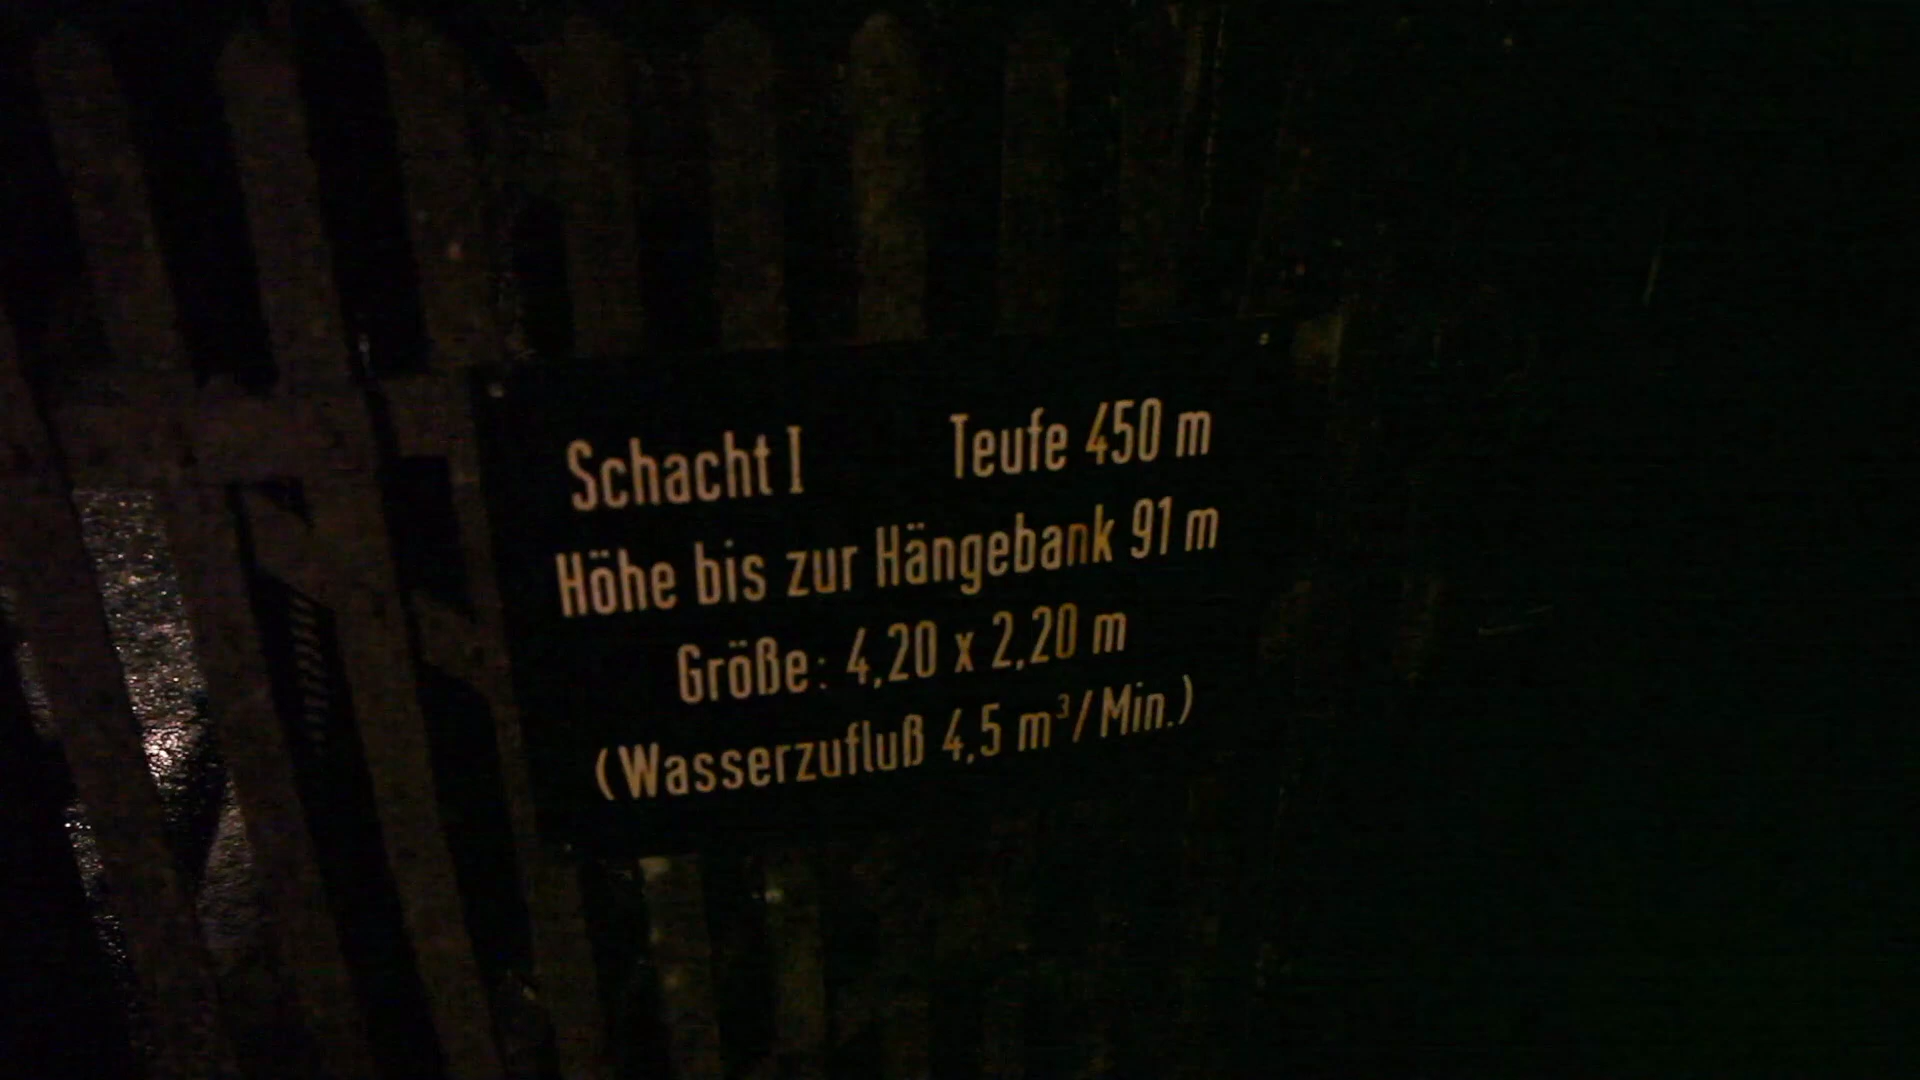 Schacht I Teufe 450 m
Höhe bis zur Hängebank 91 m
Größe: 4,20 x 2,20 m
(Wasserzufluß 4,5 m³/Min.)